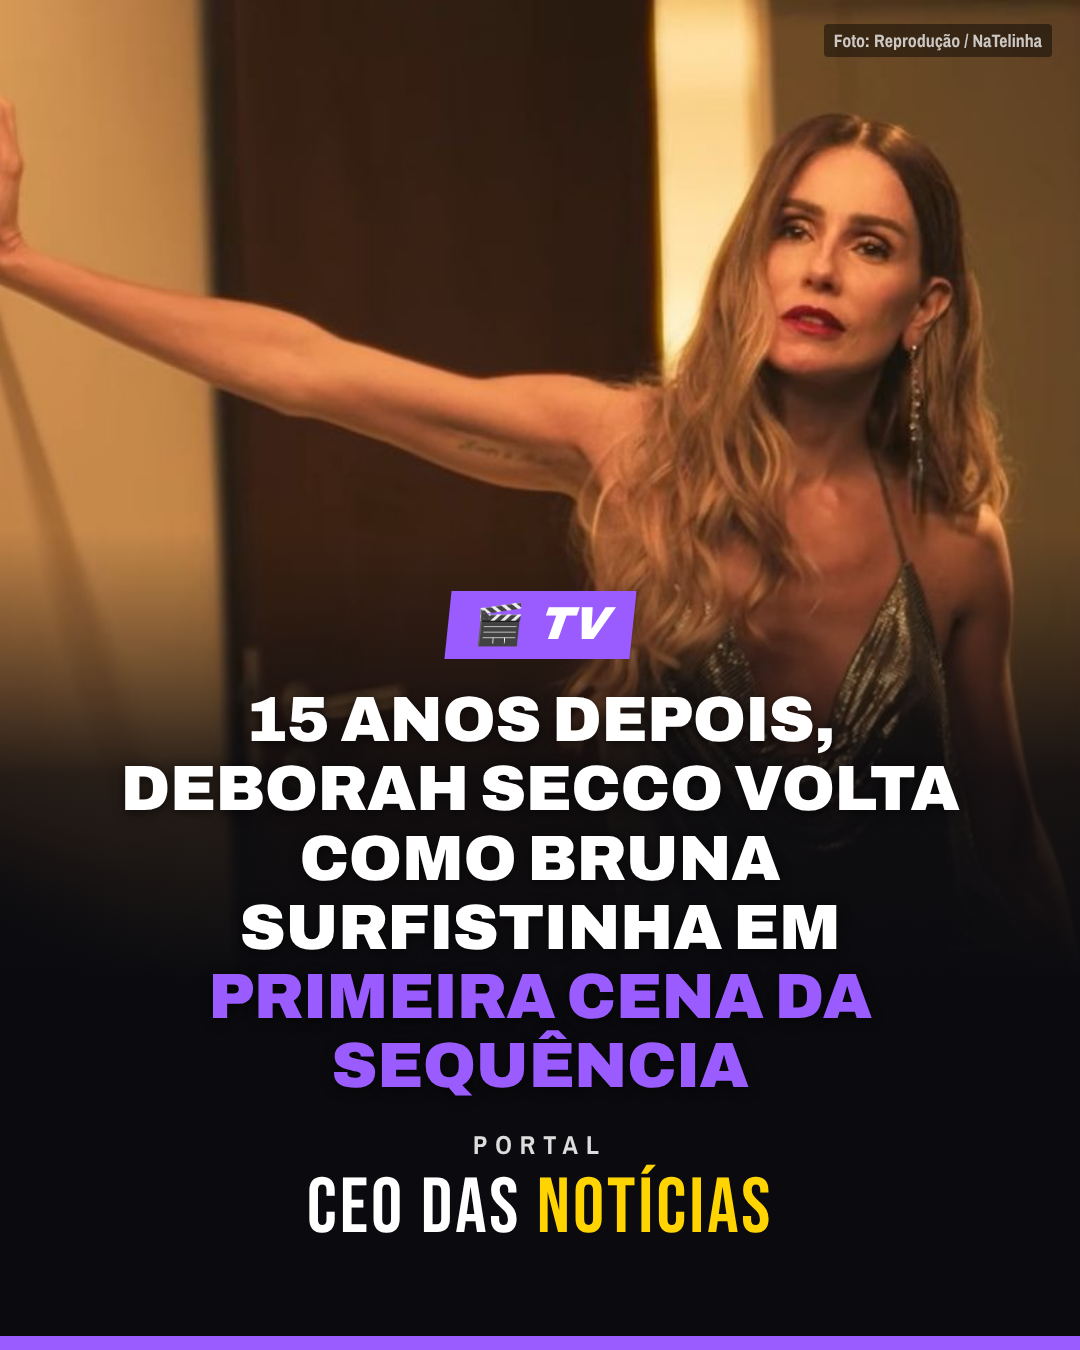 Foto: Reprodução / NaTelinha
TV
15 ANOS DEPOIS,
DEBORAH SECCO VOLTA
COMO BRUNA
SURFISTINHA EM
PRIMEIRA CENA DA
SEQUÊNCIA
PORTAL
CEO DAS NOTÍCIAS